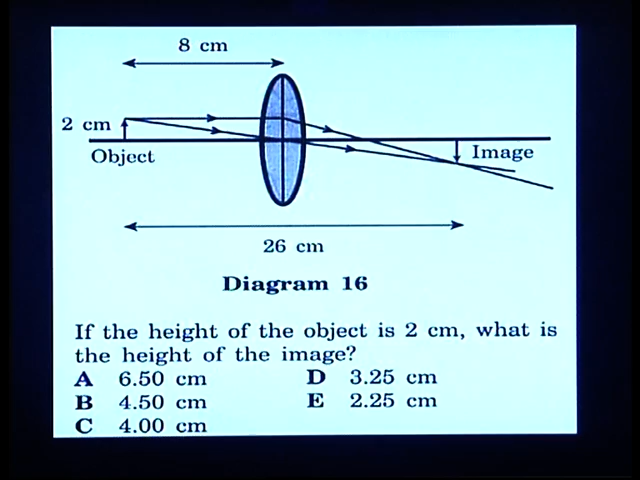 8 cm
2 cm
Object
Image
26 cm
Diagram 16
If the height of the object is 2 cm, what is
the height of the image?
A 6.50 cm D 3.25 cm
B 4.50 cm E 2.25 cm
C 4.00 cm